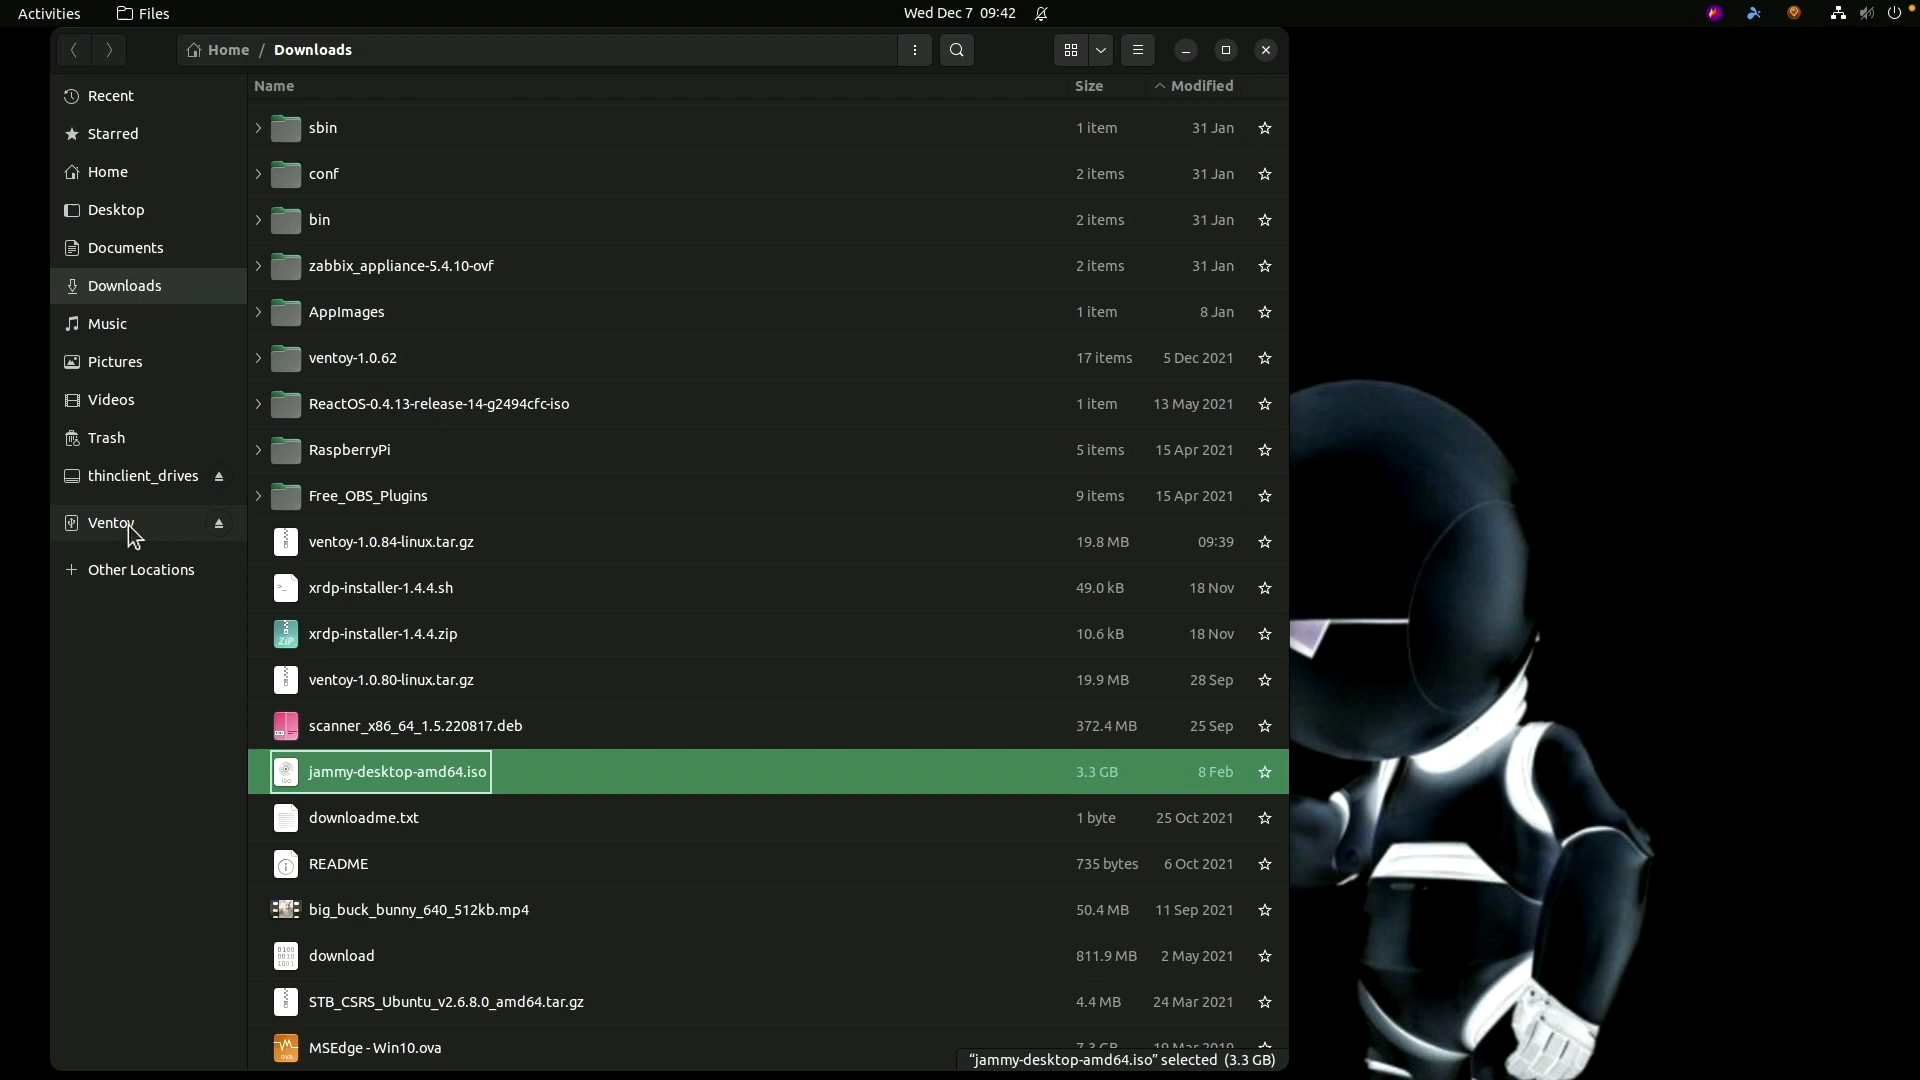 Activities Files Wed Dec 7 09:42
Home / Downloads
Name Size Modified
Recent
Starred
Home
Desktop
Documents
Downloads
Music
Pictures
Videos
Trash
thinclient_drives
Ventoy
Other Locations
sbin 1 item 31 Jan
conf 2 items 31 Jan
bin 2 items 31 Jan
zabbix_appliance-5.4.10-ovf 2 items 31 Jan
AppImages 1 item 8 Jan
ventoy-1.0.62 17 items 5 Dec 2021
ReactOS-0.4.13-release-14-g2494cfc-iso 1 item 13 May 2021
RaspberryPi 5 items 15 Apr 2021
Free_OBS_Plugins 9 items 15 Apr 2021
ventoy-1.0.84-linux.tar.gz 19.8 MB 09:39
xrdp-installer-1.4.4.sh 49.0 kB 18 Nov
xrdp-installer-1.4.4.zip 10.6 kB 18 Nov
ventoy-1.0.80-linux.tar.gz 19.9 MB 28 Sep
scanner_x86_64_1.5.220817.deb 372.4 MB 25 Sep
jammy-desktop-amd64.iso 3.3 GB 8 Feb
downloadme.txt 1 byte 25 Oct 2021
README 735 bytes 6 Oct 2021
big_buck_bunny_640_512kb.mp4 50.4 MB 11 Sep 2021
download 811.9 MB 2 May 2021
STB_CSRS_Ubuntu_v2.6.8.0_amd64.tar.gz 4.4 MB 24 Mar 2021
MSEdge - Win10.ova 7.3 GB 19 Mar 2019
“jammy-desktop-amd64.iso” selected (3.3 GB)